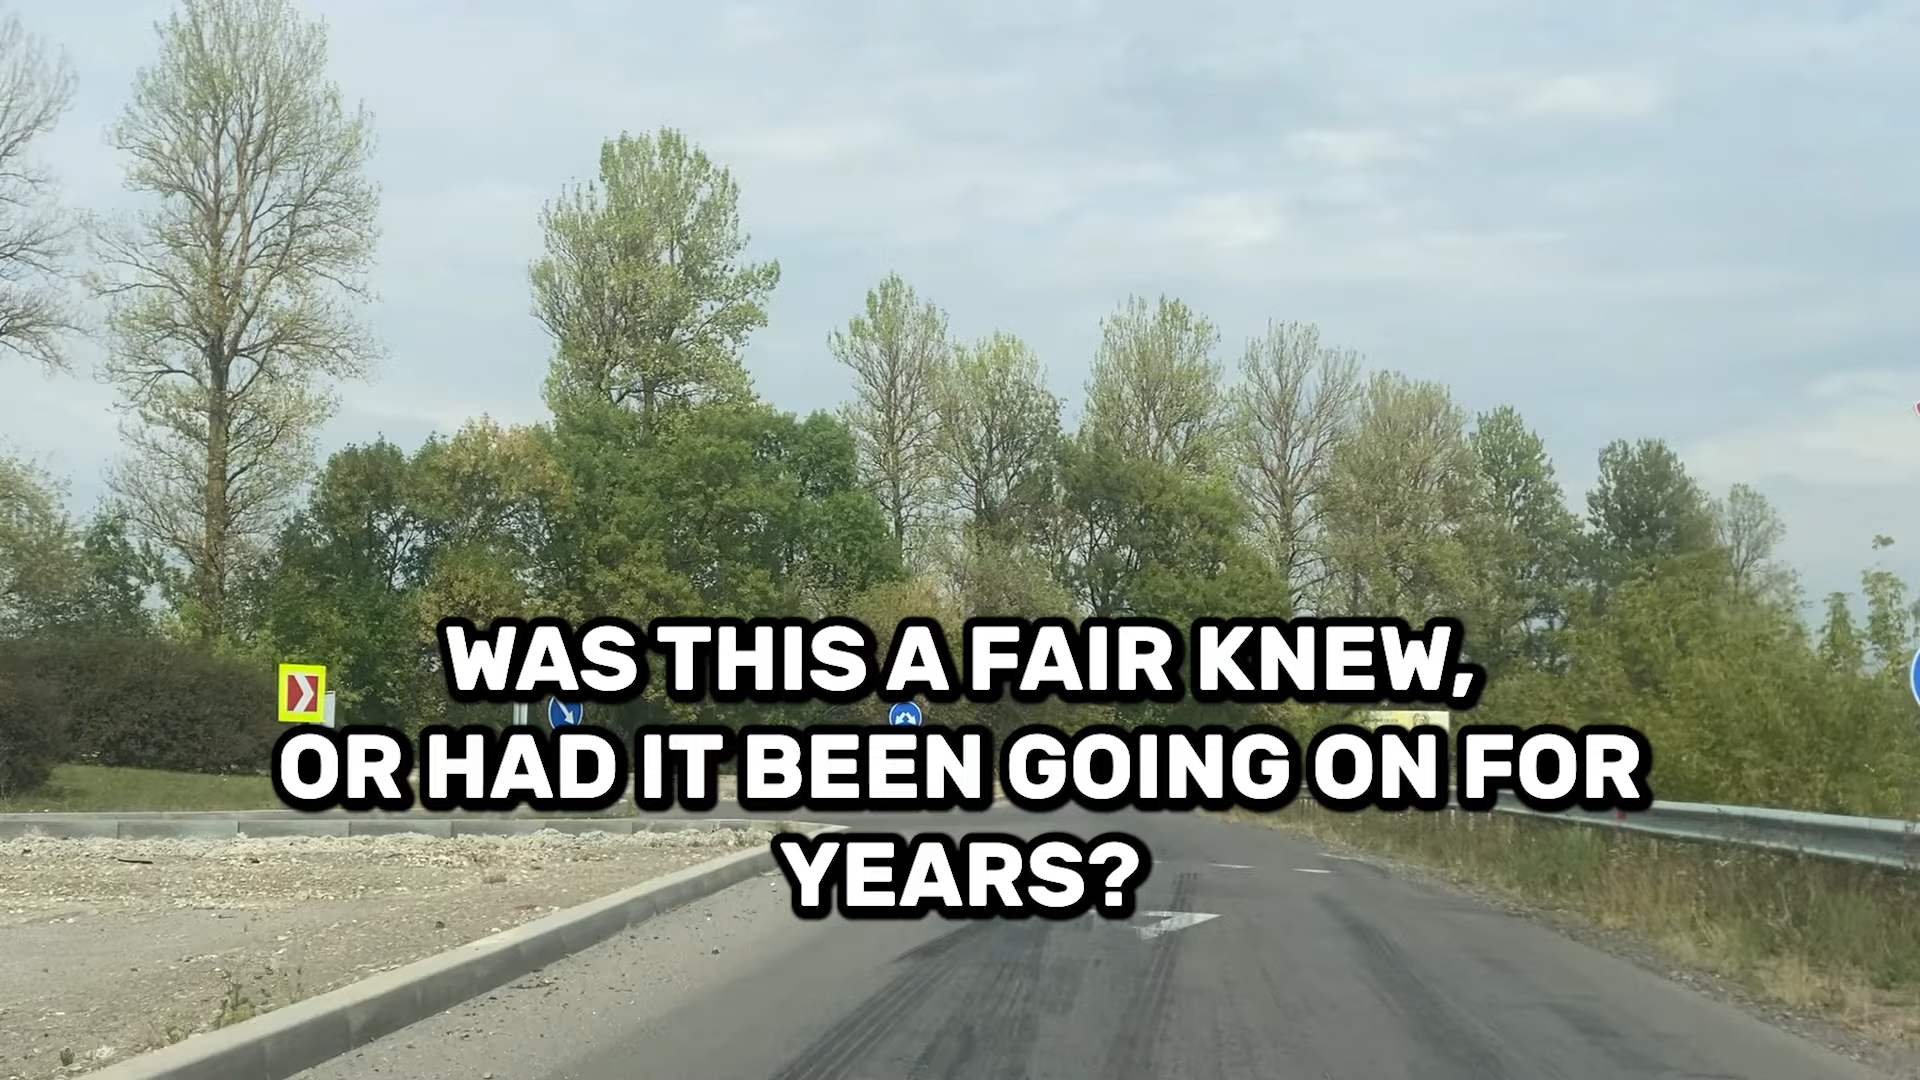 WAS THIS A FAIR KNEW,
OR HAD IT BEEN GOING ON FOR
YEARS?